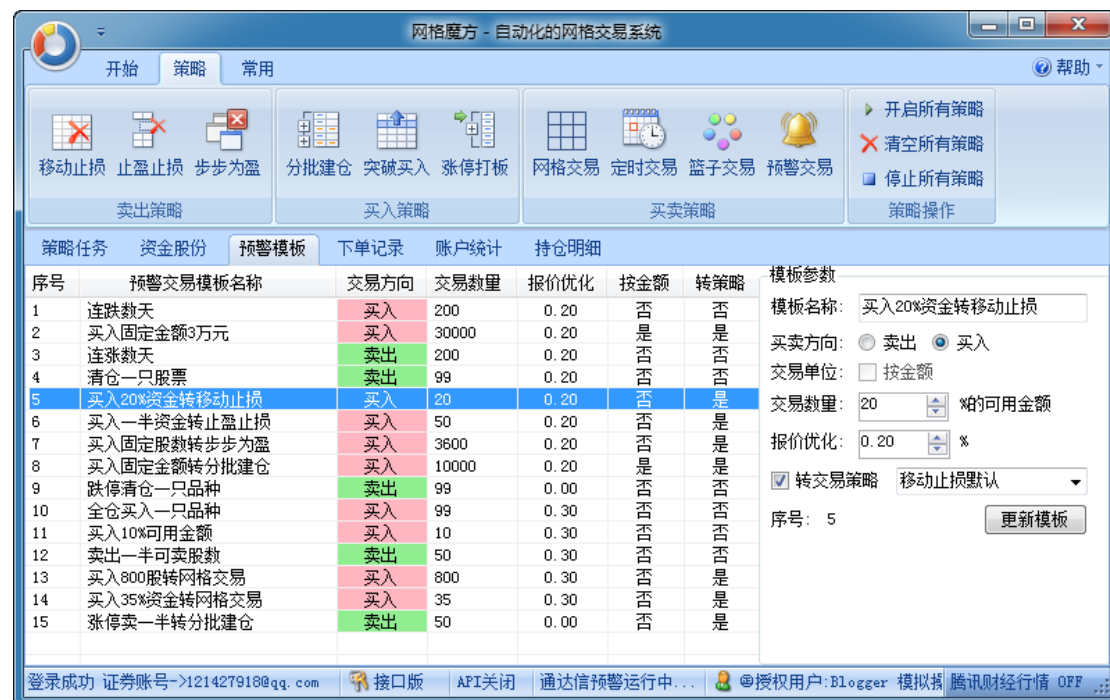 网格魔方 - 自动化的网格交易系统
开始 策略 常用 帮助
移动止损 止盈止损 步步为盈 分批建仓 突破买入 涨停打板 网格交易 定时交易 篮子交易 预警交易
开启所有策略
清空所有策略
停止所有策略
卖出策略 买入策略 买卖策略 策略操作
策略任务 资金股份 预警模板 下单记录 账户统计 持仓明细
序号 预警交易模板名称 交易方向 交易数量 报价优化 按金额 转策略
1 连跌数天 买入 200 0.20 否 否
2 买入固定金额3万元 买入 30000 0.20 是 是
3 连张数天 卖出 200 0.20 否 否
4 清仓一只股票 卖出 99 0.20 否 否
5 买入20%资金转移动止损 买入 20 0.20 否 是
6 买入一半资金转止盈止损 买入 50 0.20 否 是
7 买入固定股数转步步为盈 买入 3600 0.20 否 是
8 买入固定金额转分批建仓 买入 10000 0.20 是 是
9 跌停清仓一只品种 卖出 99 0.00 否 否
10 全仓买入一只品种 买入 99 0.30 否 否
11 买入10%可用金额 买入 10 0.30 否 否
12 卖出一半可卖股数 卖出 50 0.30 否 否
13 买入800股转网格交易 买入 800 0.30 否 是
14 买入35%资金转网格交易 买入 35 0.30 否 是
15 涨停卖一半转分批建仓 卖出 50 0.00 否 是
模板参数
模板名称: 买入20%资金转移动止损
买卖方向: 卖出 买入
交易单位: 按金额
交易数量: 20 %的可用金额
报价优化: 0.20 %
转交易策略 移动止损默认
序号: 5 更新模板
登录成功 证券账号->121427918@qq.com 接口版 API关闭 通达信预警运行中... @授权用户:Blogger 模拟 腾讯财经行情 OFF